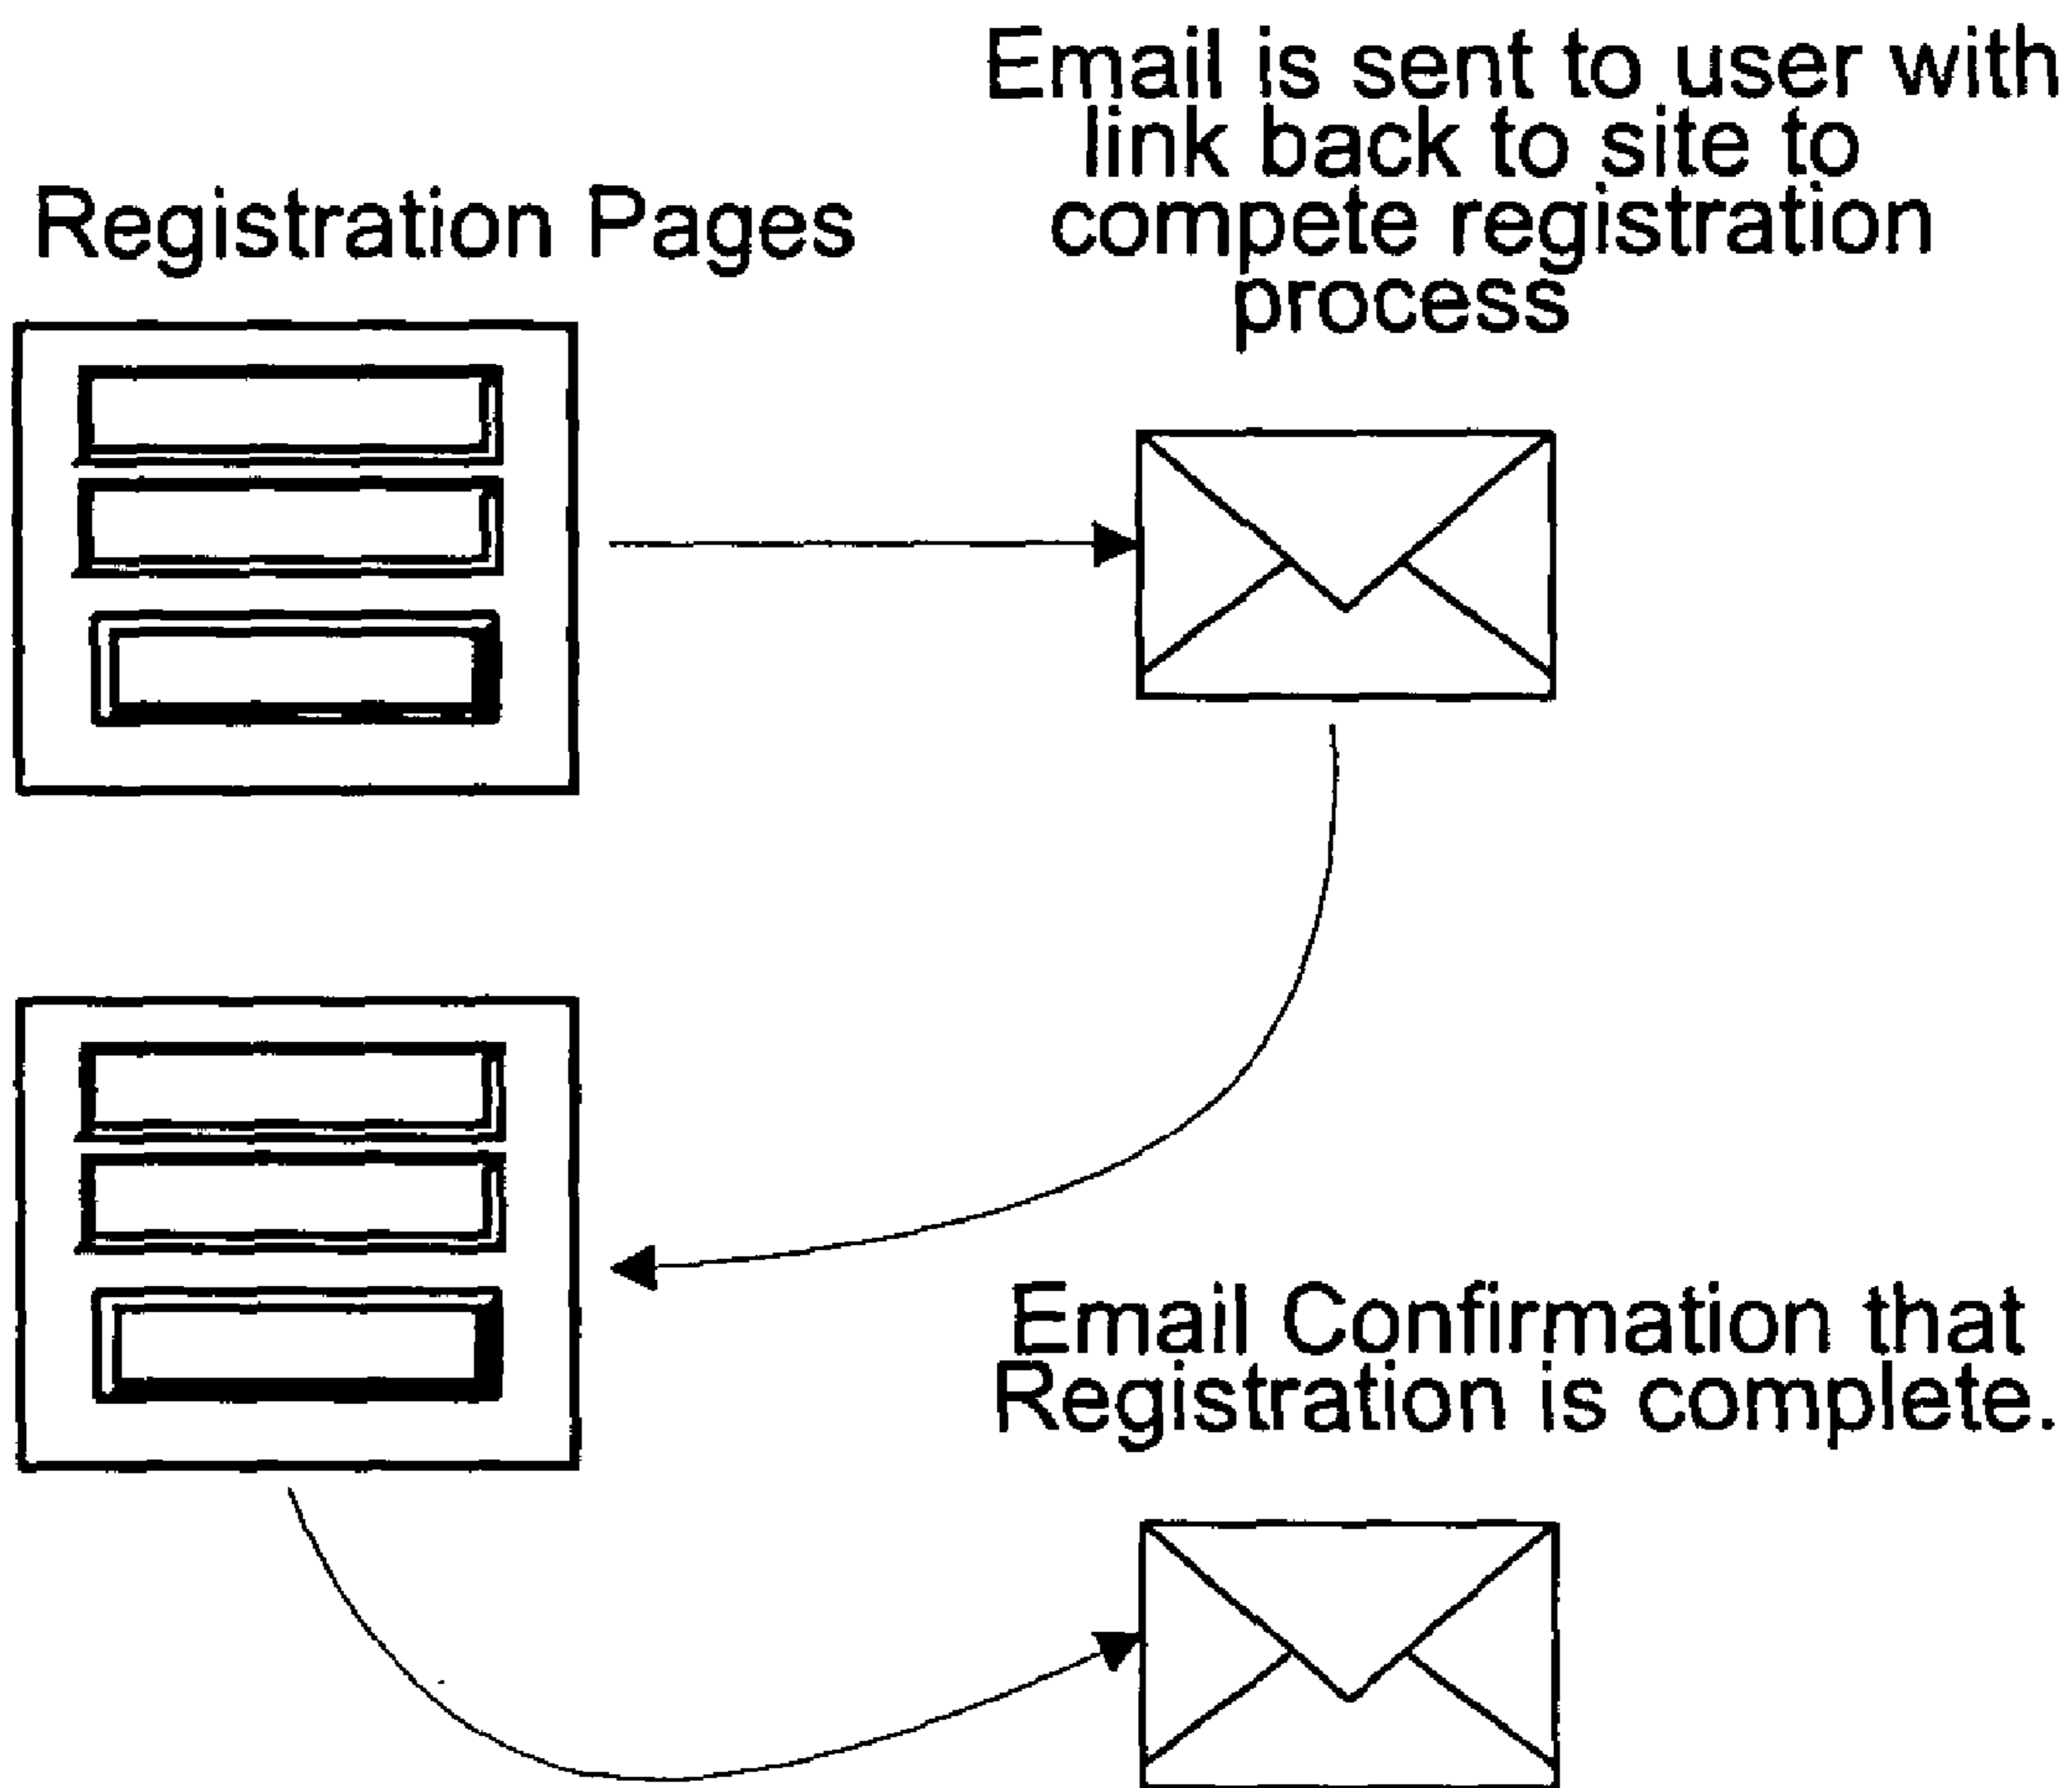 Registration Pages
Email is sent to user with
link back to site to
compete registration
process
Email Confirmation that
Registration is complete.